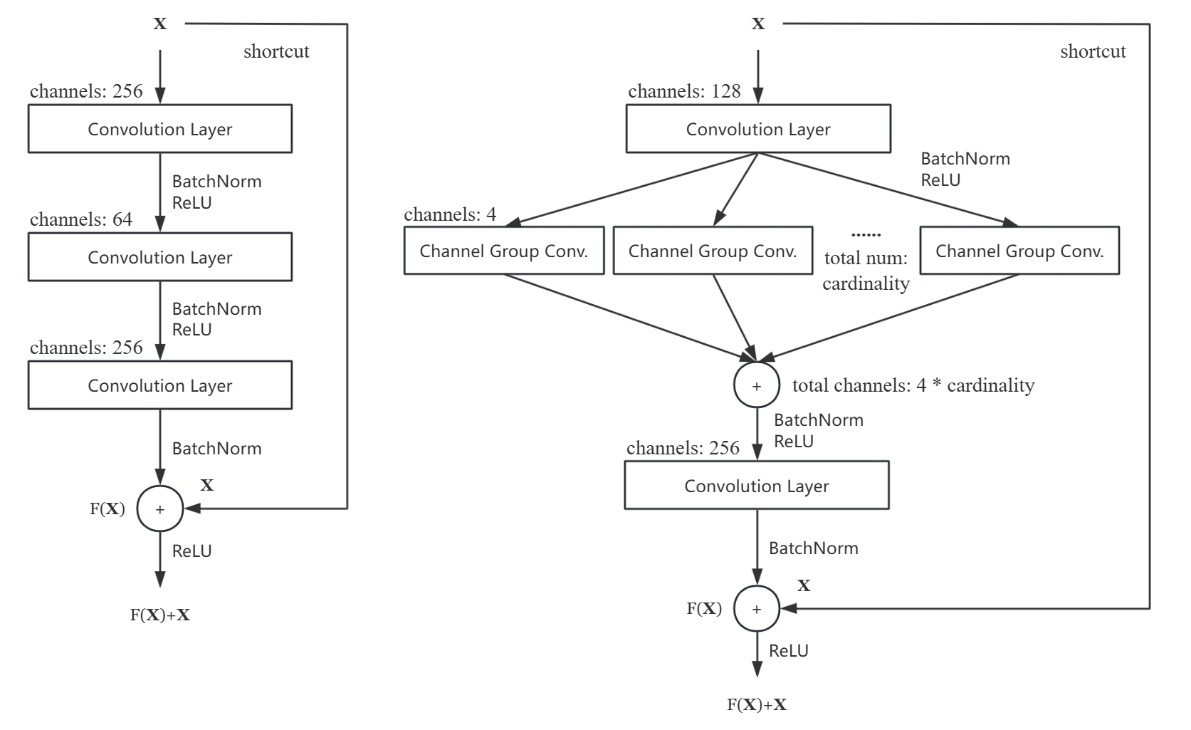 X
shortcut
channels: 256
Convolution Layer
BatchNorm
ReLU
channels: 64
Convolution Layer
BatchNorm
ReLU
channels: 256
Convolution Layer
BatchNorm
X
F(X)
+
ReLU
F(X)+X
X
shortcut
channels: 128
Convolution Layer
BatchNorm
ReLU
channels: 4
Channel Group Conv.
Channel Group Conv.
......
total num:
cardinality
Channel Group Conv.
+
total channels: 4 * cardinality
BatchNorm
ReLU
channels: 256
Convolution Layer
BatchNorm
X
F(X)
+
ReLU
F(X)+X